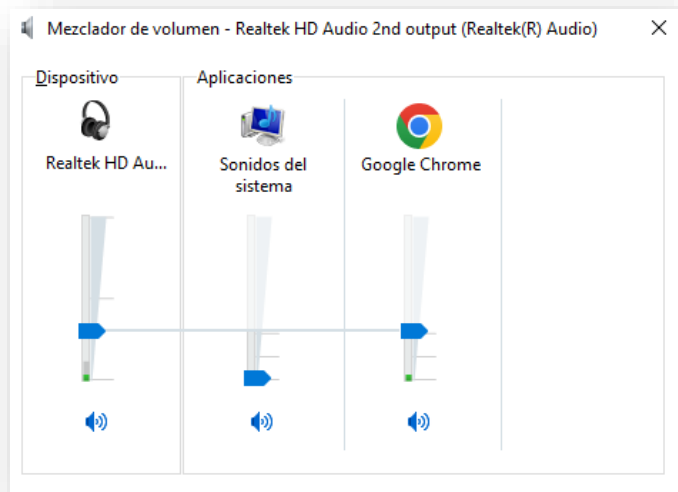 Mezclador de volumen - Realtek HD Audio 2nd output (Realtek(R) Audio)
Dispositivo
Aplicaciones
Realtek HD Au...
Sonidos del
sistema
Google Chrome